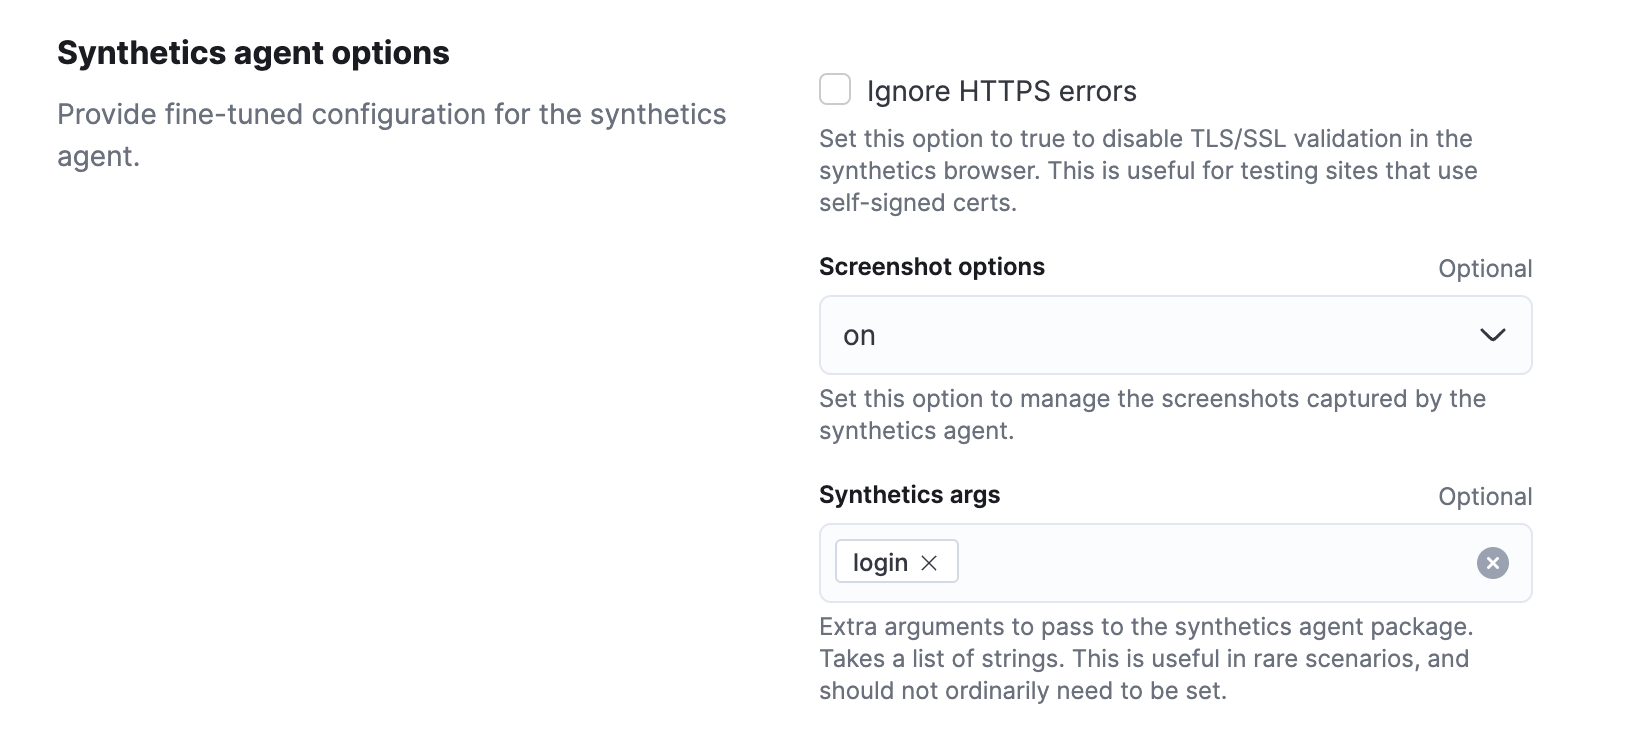 Synthetics agent options
Provide fine-tuned configuration for the synthetics
agent.
Ignore HTTPS errors
Set this option to true to disable TLS/SSL validation in the
synthetics browser. This is useful for testing sites that use
self-signed certs.
Screenshot options Optional
on
Set this option to manage the screenshots captured by the
synthetics agent.
Synthetics args Optional
login
Extra arguments to pass to the synthetics agent package.
Takes a list of strings. This is useful in rare scenarios, and
should not ordinarily need to be set.